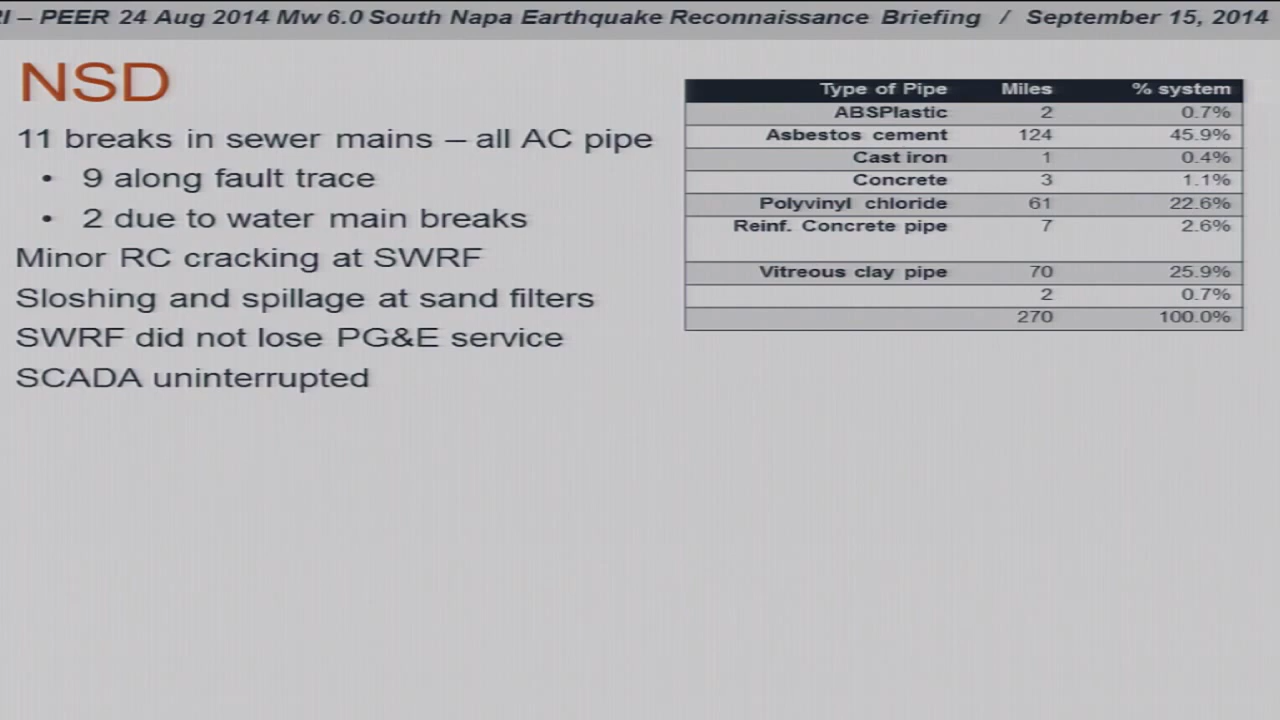 – PEER 24 Aug 2014 Mw 6.0 South Napa Earthquake Reconnaissance Briefing / September 15, 2014
NSD
11 breaks in sewer mains – all AC pipe
• 9 along fault trace
• 2 due to water main breaks
Minor RC cracking at SWRF
Sloshing and spillage at sand filters
SWRF did not lose PG&E service
SCADA uninterrupted
Type of Pipe Miles % system
ABSPlastic 2 0.7%
Asbestos cement 124 45.9%
Cast iron 1 0.4%
Concrete 3 1.1%
Polyvinyl chloride 61 22.6%
Reinf. Concrete pipe 7 2.6%
Vitreous clay pipe 70 25.9%
2 0.7%
270 100.0%